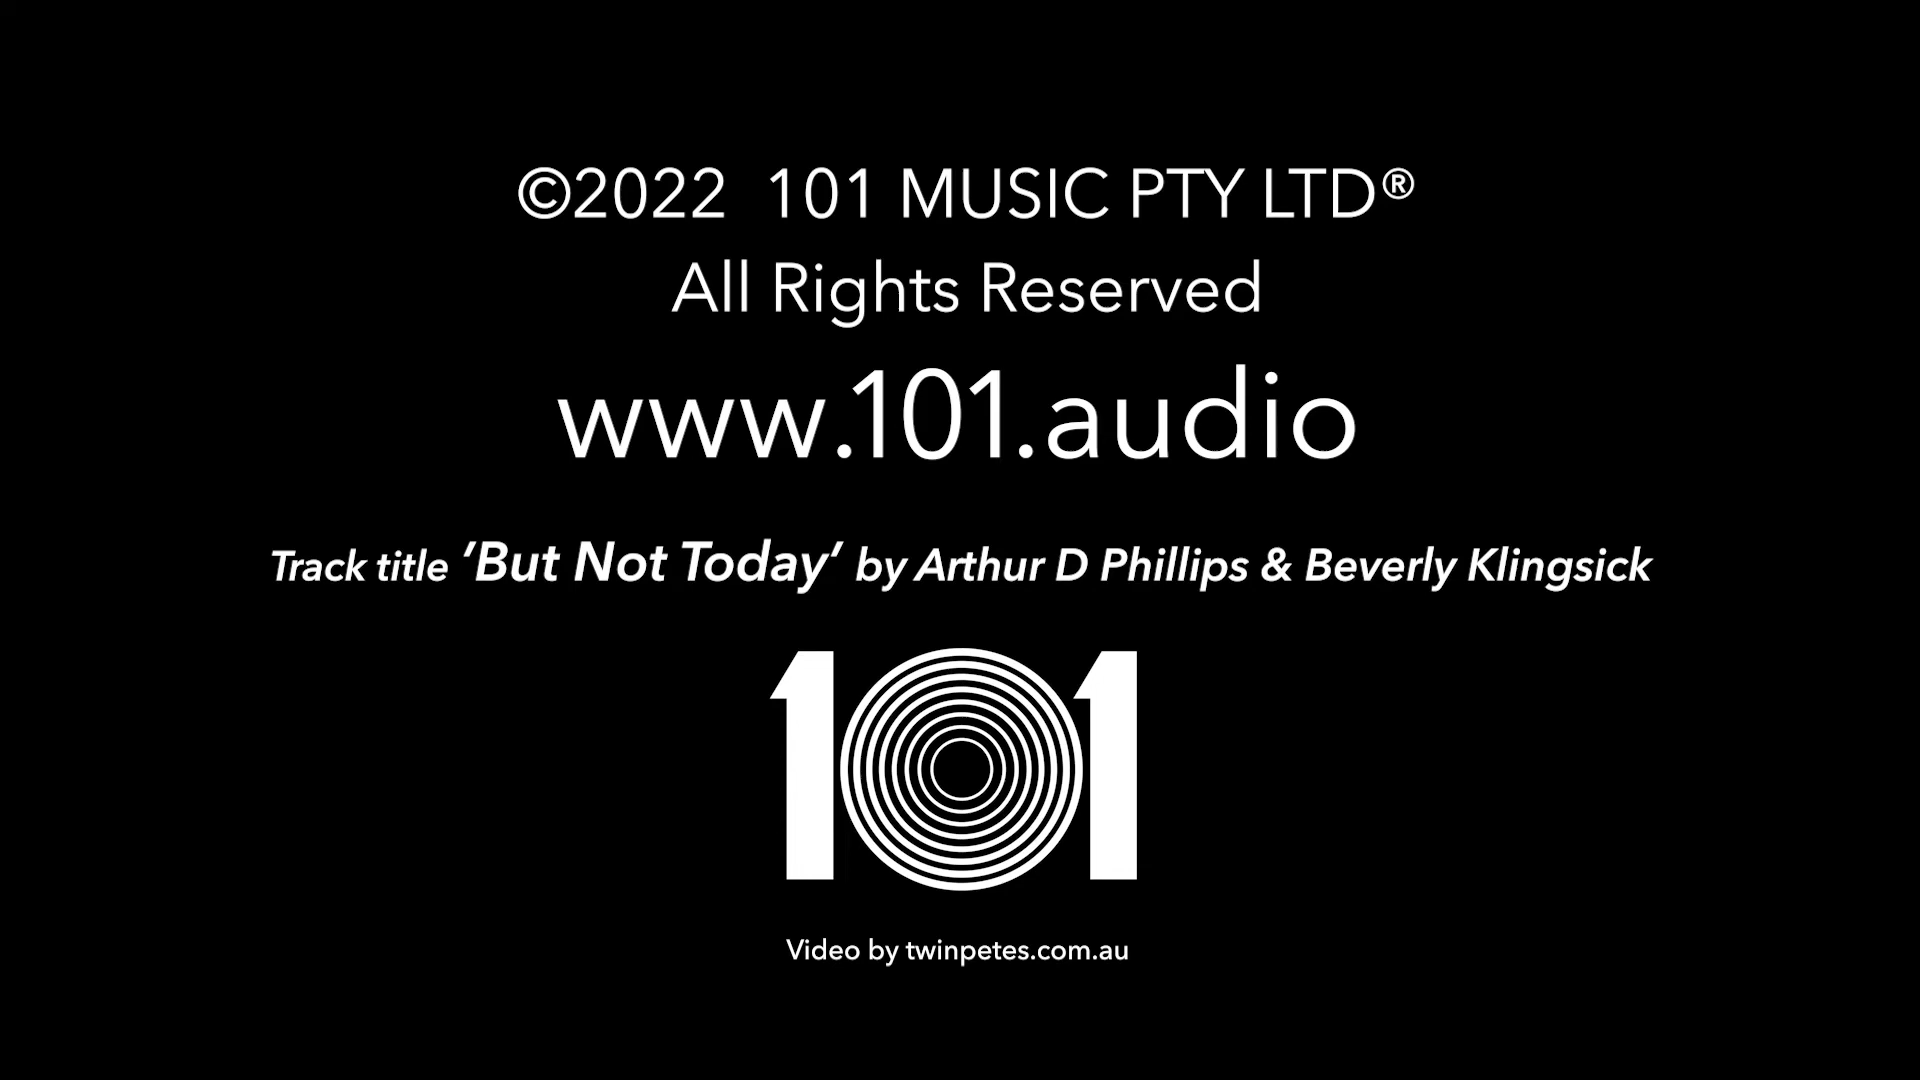 ©2022  101 MUSIC PTY LTD®
All Rights Reserved
www.101.audio
Track title ’But Not Today’ by Arthur D Phillips & Beverly Klingsick
101
Video by twinpetes.com.au